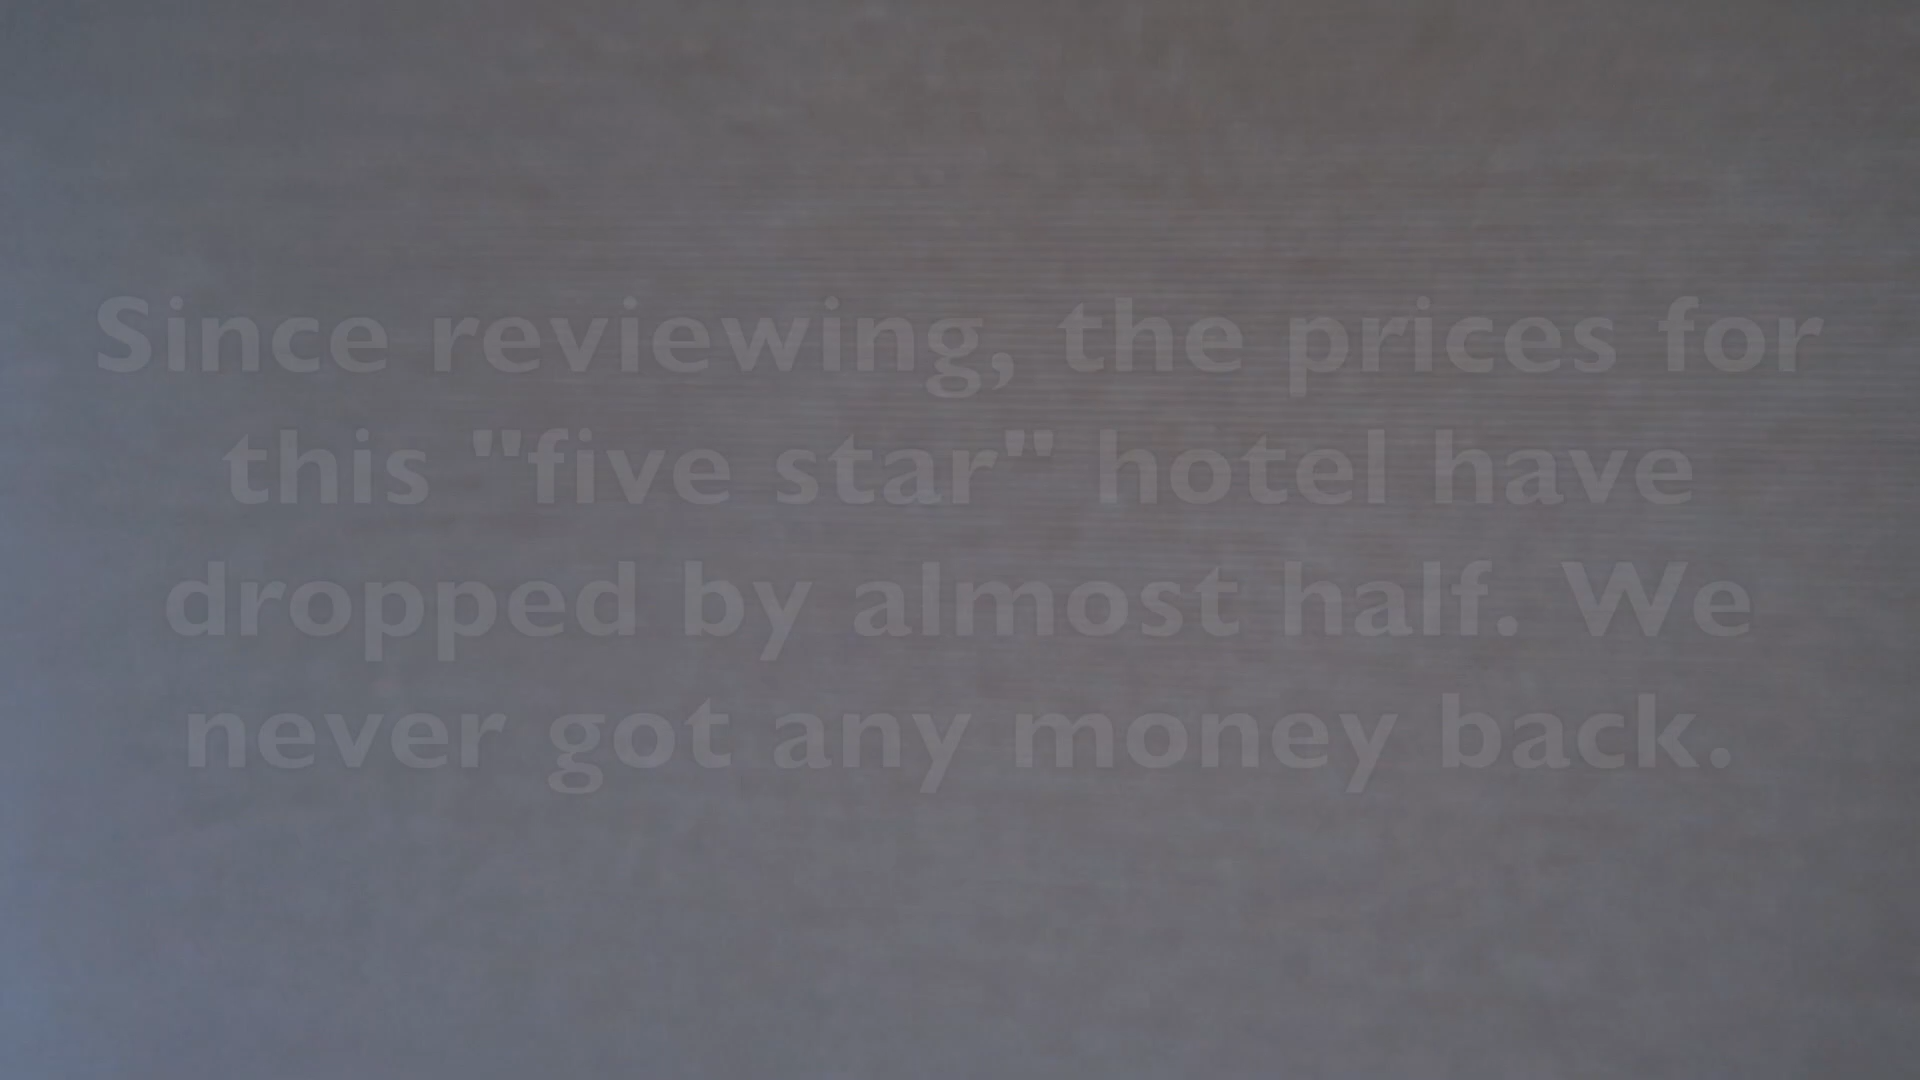 Since reviewing, the prices for
this "five star" hotel have
dropped by almost half. We
never got any money back.